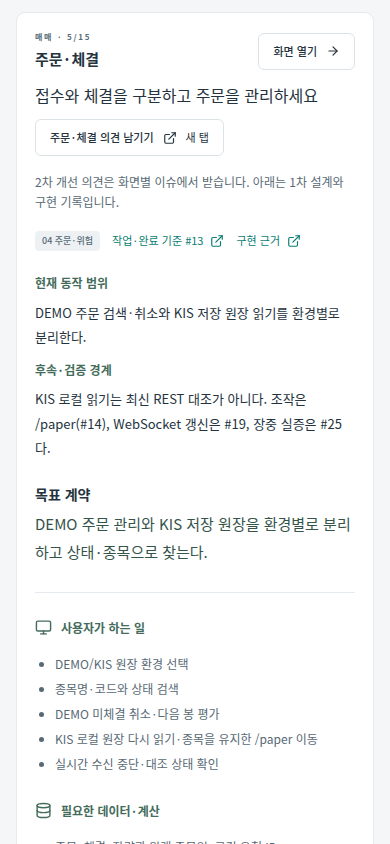 매매 · 5/15
주문·체결
화면 열기
접수와 체결을 구분하고 주문을 관리하세요
주문·체결 의견 남기기 새 탭
2차 개선 의견은 화면별 이슈에서 받습니다. 아래는 1차 설계와
구현 기록입니다.
04 주문·위험 작업·완료 기준 #13 구현 근거
현재 동작 범위
DEMO 주문 검색·취소와 KIS 저장 원장 읽기를 환경별로
분리한다.
후속·검증 경계
KIS 로컬 읽기는 최신 REST 대조가 아니다. 조작은
/paper(#14), WebSocket 갱신은 #19, 장중 실증은 #25
다.
목표 계약
DEMO 주문 관리와 KIS 저장 원장을 환경별로 분리
하고 상태·종목으로 찾는다.
사용자가 하는 일
DEMO/KIS 원장 환경 선택
종목명·코드와 상태 검색
DEMO 미체결 취소·다음 봉 평가
KIS 로컬 원장 다시 읽기·종목을 유지한 /paper 이동
실시간 수신 중단·대조 상태 확인
필요한 데이터·계산